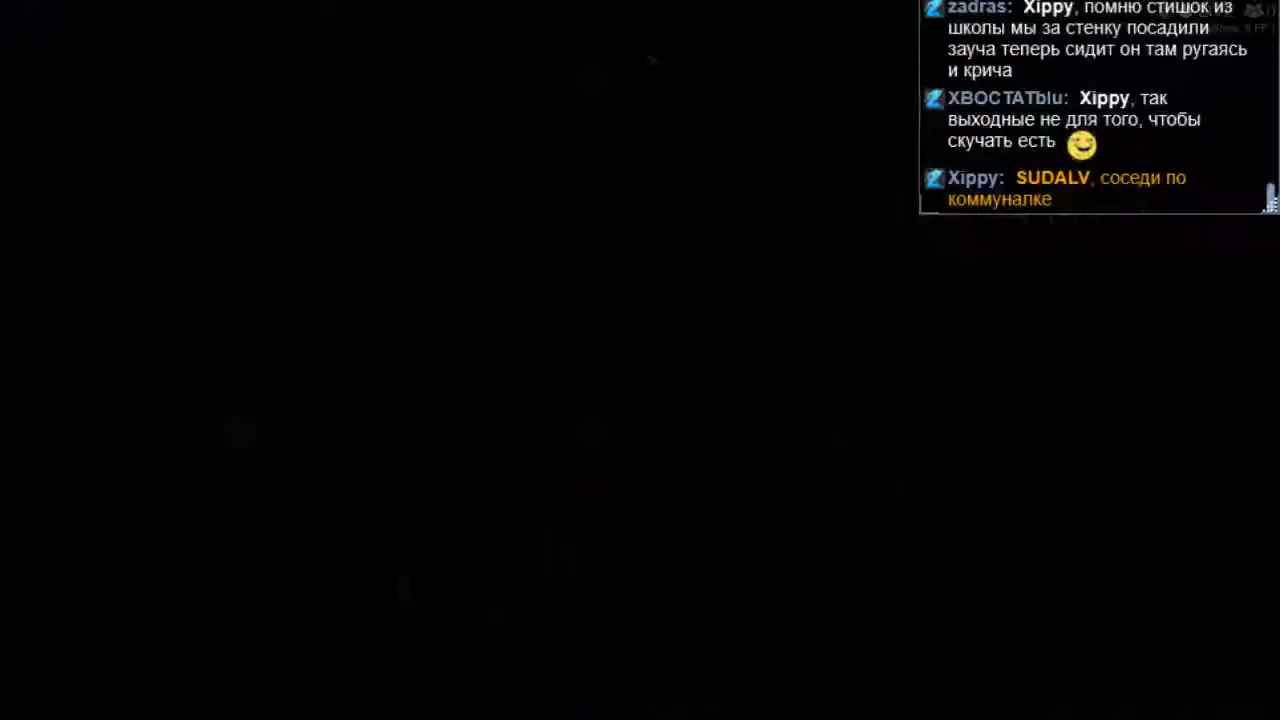 zadras: Xippy, помню стишок из
школы мы за стенку посадили
зауча теперь сидит он там ругаясь
и крича
XBOCTATblu: Xippy, так
выходные не для того, чтобы
скучать есть
Xippy: SUDALV, соседи по
коммуналке